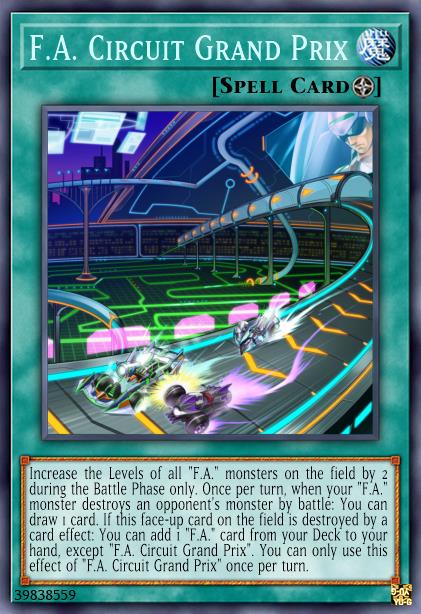 F.A. Circuit Grand Prix 魔
[Spell Card]
Increase the Levels of all "F.A." monsters on the field by 2
during the Battle Phase only. Once per turn, when your "F.A."
monster destroys an opponent's monster by battle: You can
draw 1 card. If this face-up card on the field is destroyed by a
card effect: You can add 1 "F.A." card from your Deck to your
hand, except "F.A. Circuit Grand Prix". You can only use this
effect of "F.A. Circuit Grand Prix" once per turn.
39838559